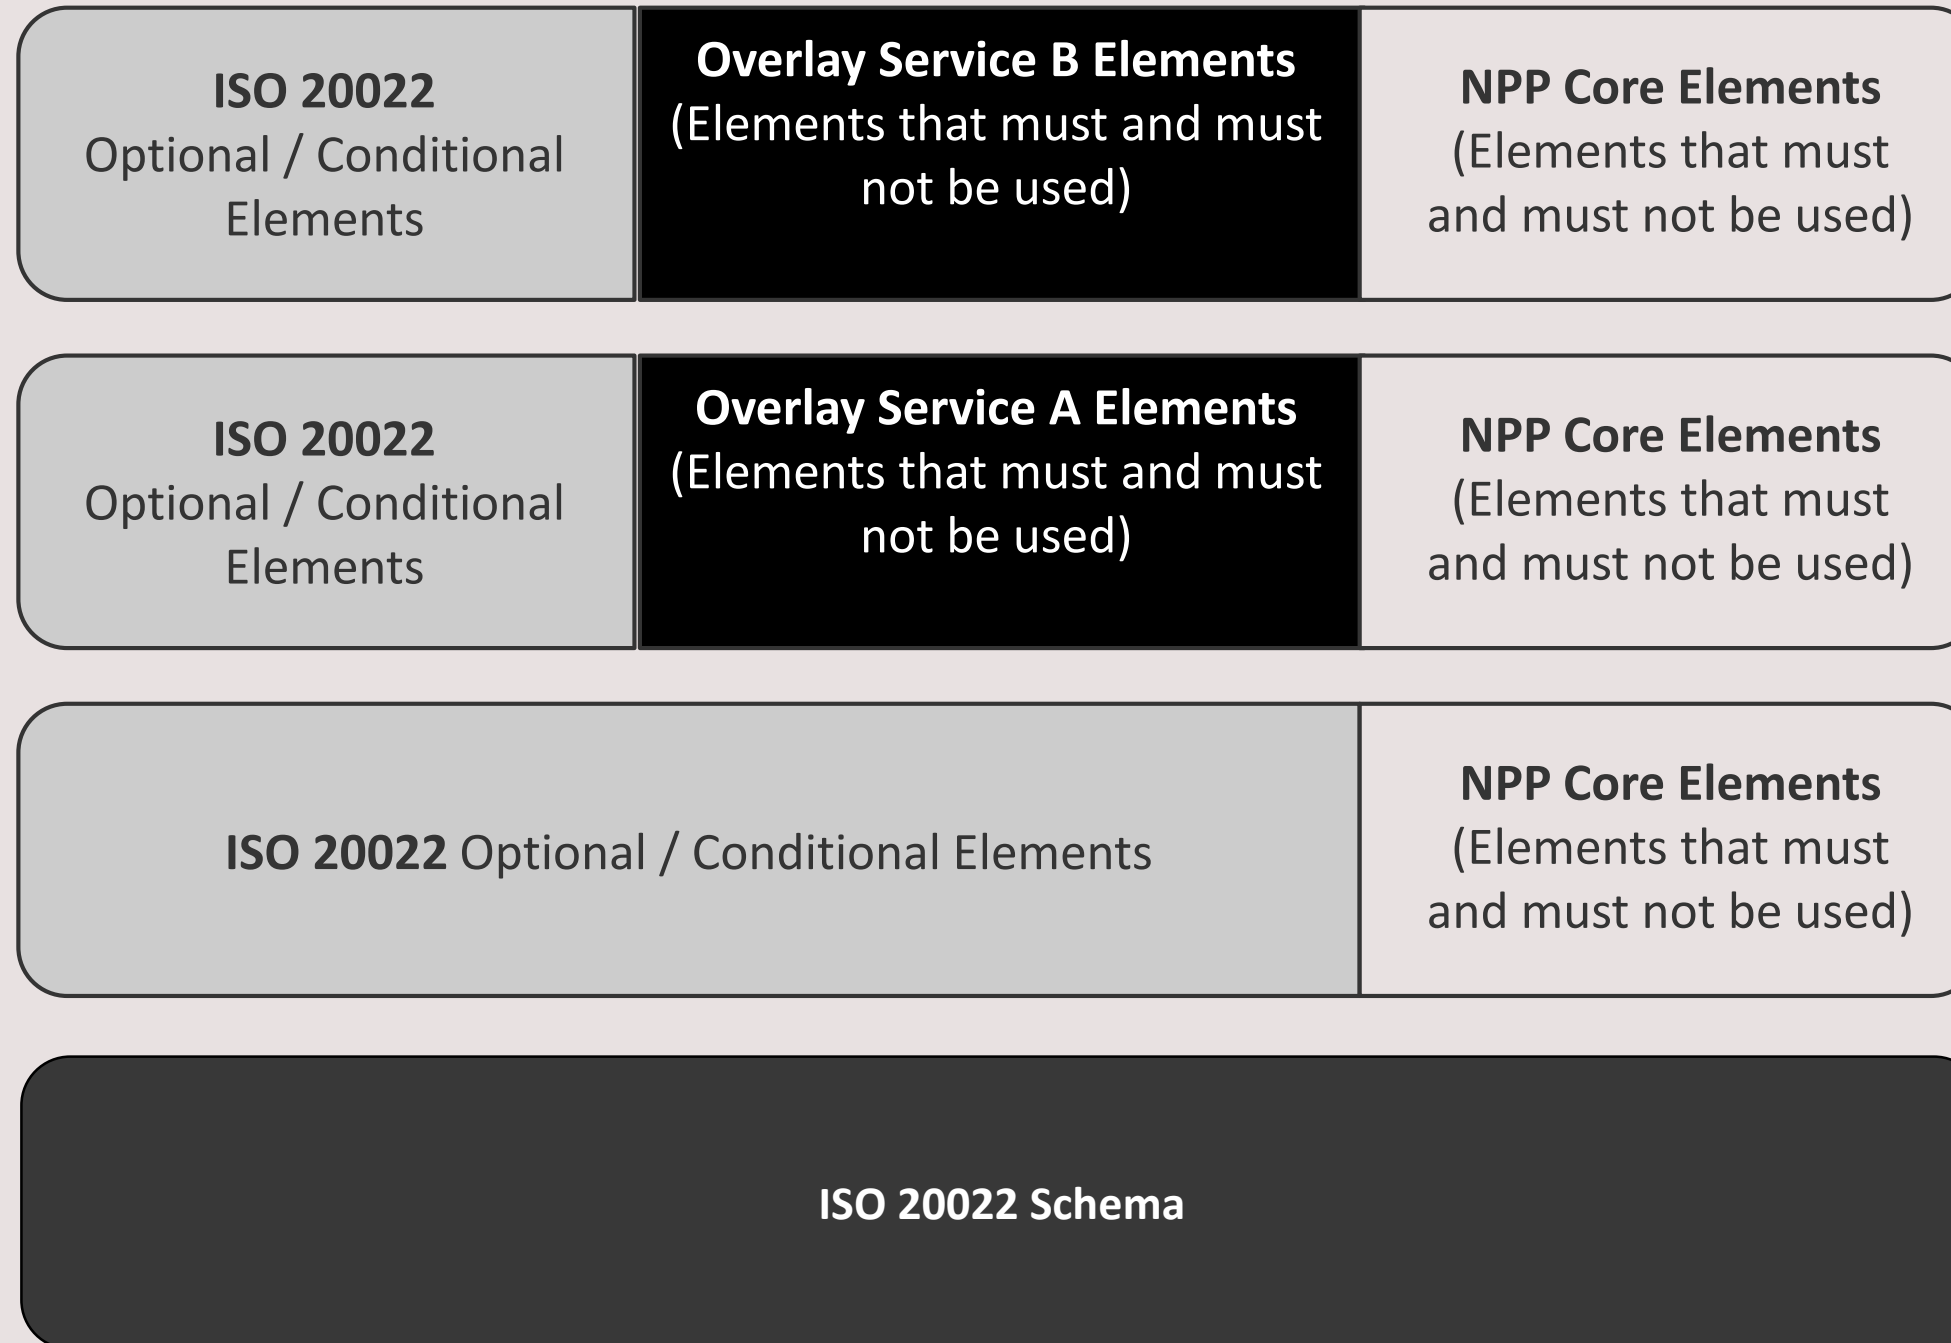 ISO 20022
Optional / Conditional
Elements
Overlay Service B Elements
(Elements that must and must
not be used)
NPP Core Elements
(Elements that must
and must not be used)
ISO 20022
Optional / Conditional
Elements
Overlay Service A Elements
(Elements that must and must
not be used)
NPP Core Elements
(Elements that must
and must not be used)
ISO 20022 Optional / Conditional Elements
NPP Core Elements
(Elements that must
and must not be used)
ISO 20022 Schema